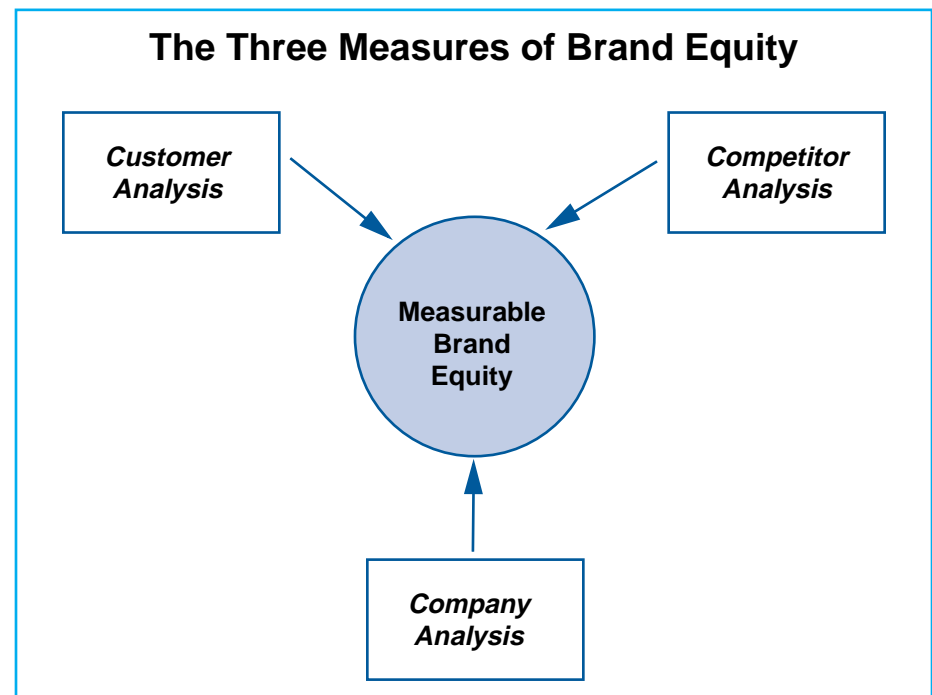 The Three Measures of Brand Equity
Customer
Analysis
Competitor
Analysis
Measurable
Brand
Equity
Company
Analysis